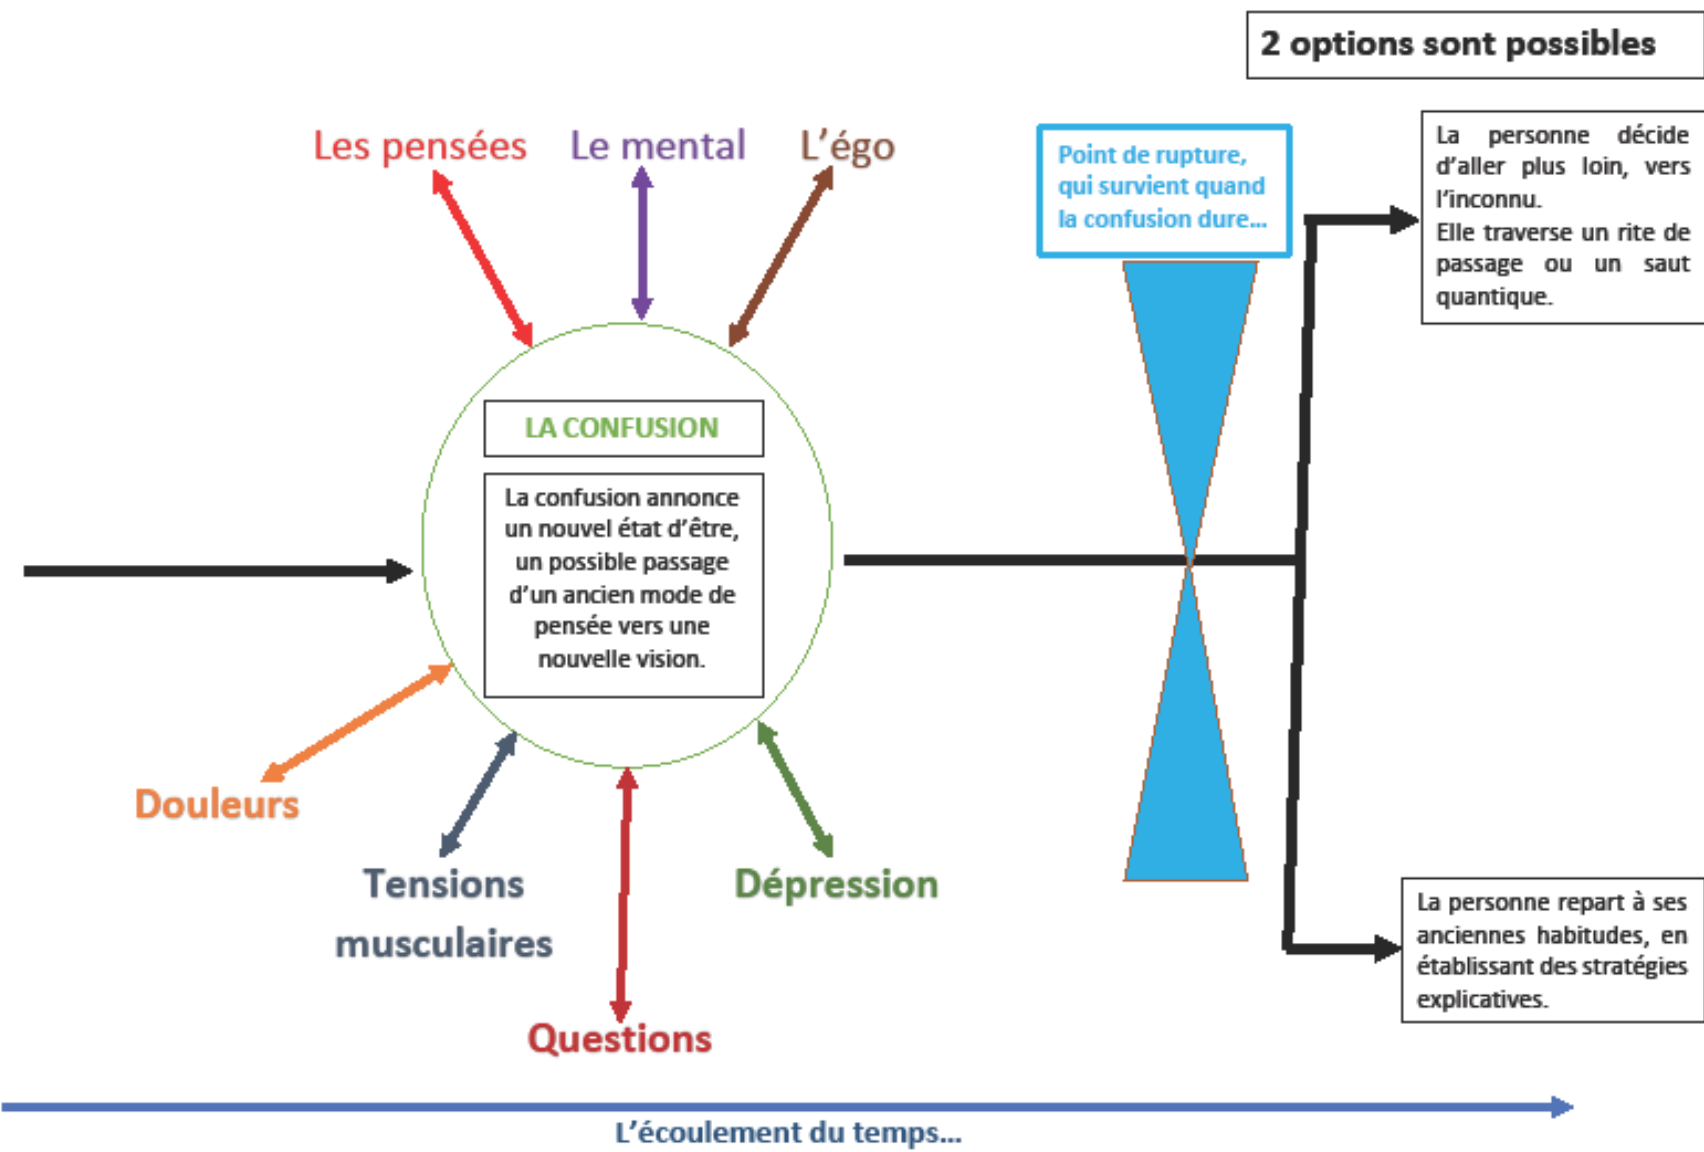 2 options sont possibles
Les pensées
Le mental
L'égo
Point de rupture,
qui survient quand
la confusion dure...
La personne décide
d'aller plus loin, vers
l'inconnu.
Elle traverse un rite de
passage ou un saut
quantique.
LA CONFUSION
La confusion annonce
un nouvel état d'être,
un possible passage
d'un ancien mode de
pensée vers une
nouvelle vision.
Douleurs
Tensions
musculaires
Dépression
Questions
La personne repart à ses
anciennes habitudes, en
établissant des stratégies
explicatives.
L'écoulement du temps...